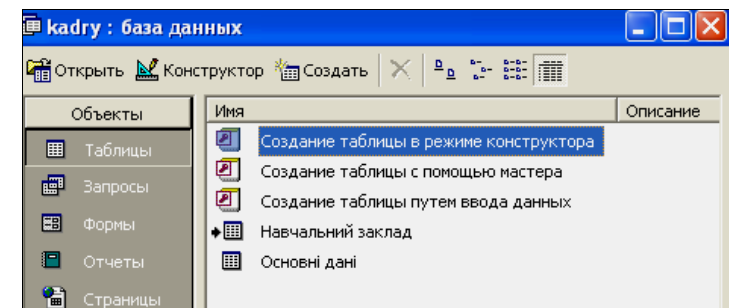 kadry : база данных
Открыть Конструктор Создать
Объекты
Имя Описание
Таблицы
Запросы
Формы
Отчеты
Страницы
Создание таблицы в режиме конструктора
Создание таблицы с помощью мастера
Создание таблицы путем ввода данных
Навчальний заклад
Основні дані